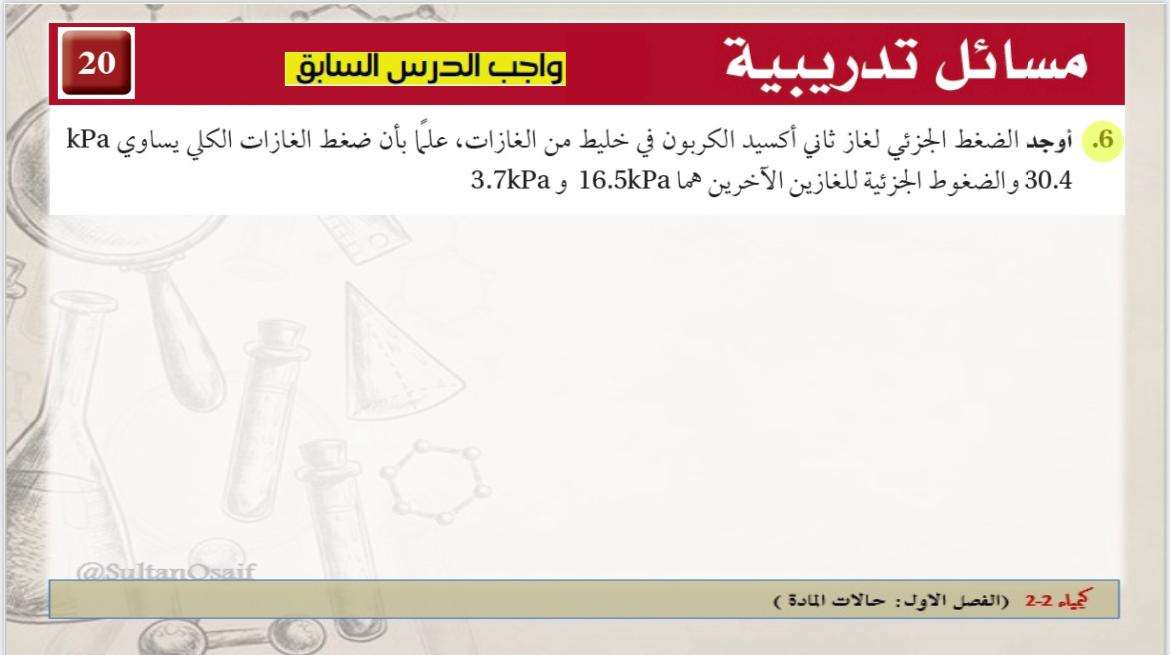 مسائل تدريبية
واجب الدرس السابق
20
6. أوجد الضغط الجزئي لغاز ثاني أكسيد الكربون في خليط من الغازات، علمًا بأن ضغط الغازات الكلي يساوي kPa
30.4 والضغوط الجزئية للغازين الآخرين هما 16.5kPa و 3.7kPa
@SultanOsaif
كيمياء 2-2 (الفصل الاول: حالات المادة )